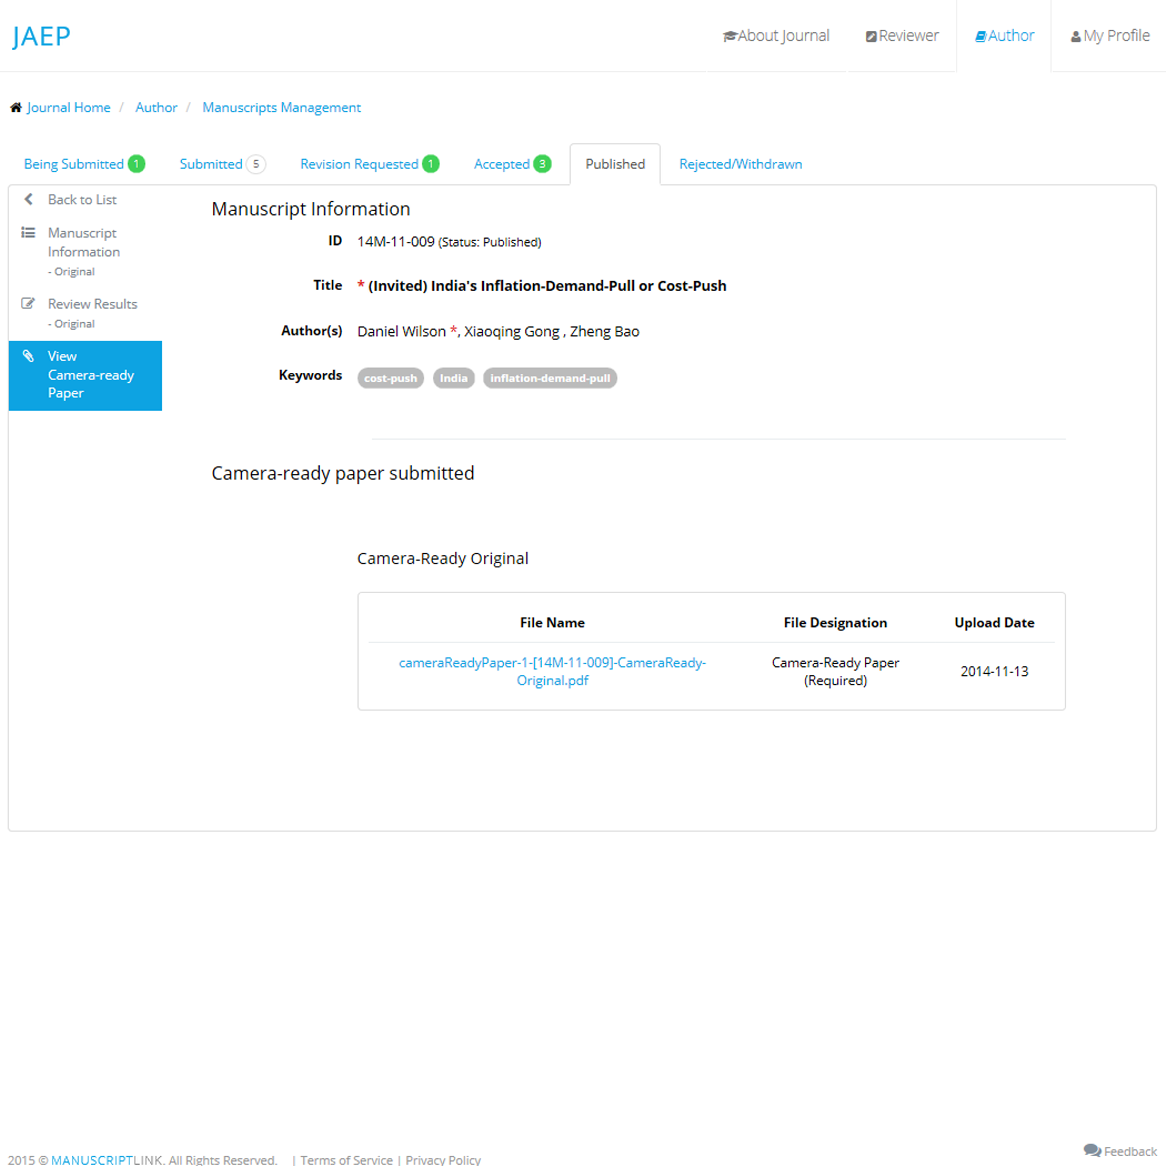 JAEP
About Journal
Reviewer
Author
My Profile
Journal Home / Author / Manuscripts Management
Being Submitted 1
Submitted 5
Revision Requested 1
Accepted 3
Published
Rejected/Withdrawn
Back to List
Manuscript
Information
- Original
Review Results
- Original
View
Camera-ready
Paper
Manuscript Information
ID 14M-11-009 (Status: Published)
Title * (Invited) India's Inflation-Demand-Pull or Cost-Push
Author(s) Daniel Wilson *, Xiaoqing Gong , Zheng Bao
Keywords cost-push India inflation-demand-pull
Camera-ready paper submitted
Camera-Ready Original
File Name File Designation Upload Date
cameraReadyPaper-1-[14M-11-009]-CameraReady-
Original.pdf
Camera-Ready Paper
(Required)
2014-11-13
Feedback
2015 © MANUSCRIPTLINK. All Rights Reserved. | Terms of Service | Privacy Policy